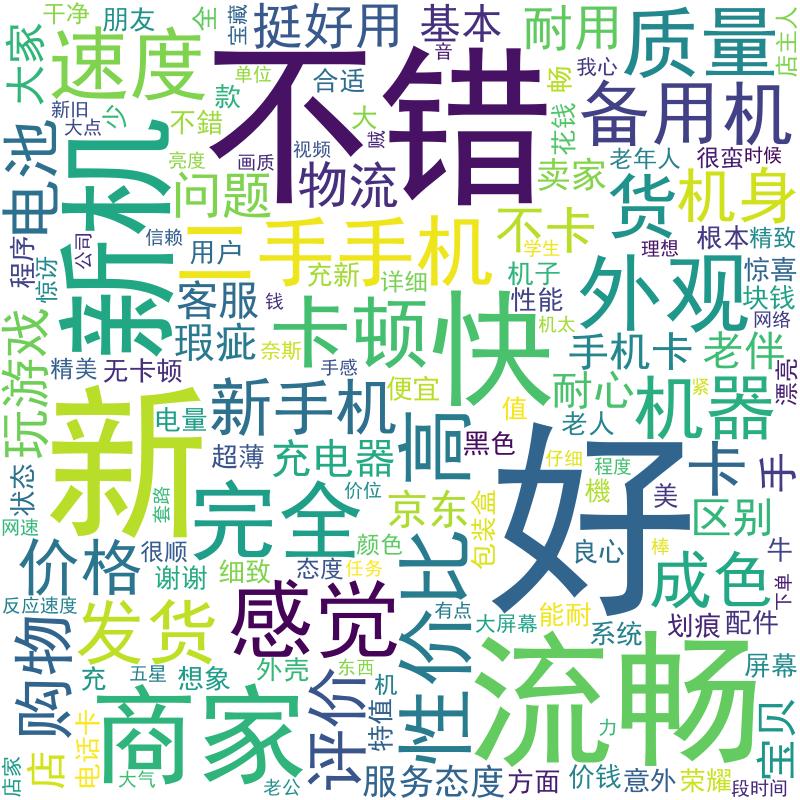 干净
朋友
全
宝藏
挺好用
基本
音
耐用
畅
我心
质量
店主人
大家
速度
单位
合适
不错
款
新旧
大点
少
不錯
大
喊
花钱
备用机
亮度
画质
视频
电池
新机
问题
物流
卖家
老年人
很蛮
时候
货
机身
程序
惊讶
公司
信赖
用户
二手手机
不卡
学生
理想
根本
精致
充新
详细
机子
外观
惊喜
客服
钱
卡顿
快
性能
机太
块钱
网络
玩游戏
瑕疵
奈斯
手感
手机卡
老伴
精美
无卡顿
便宜
耐心
紧
漂亮
新
电量
新手机
高
值
老人
机器
超薄
充电器
黑色
好
仔细
程度
卡
手
状态
网速
套路
完全
价位
京东
包装盒
機
美
区别
价格
很顺
颜色
性价比
良心
棒
牛
谢谢
细致
态度
任务
成色
下单
反应速度
发货
感觉
有点
大屏幕
能耐
系统
划痕
配件
购物
充
五星
想象
外壳
东西
流畅
屏幕
商家
评价
特值
机
宝贝
店家
店
电话卡
大气
老公
服务态度
方面
价钱
力
意外
荣耀
段时间